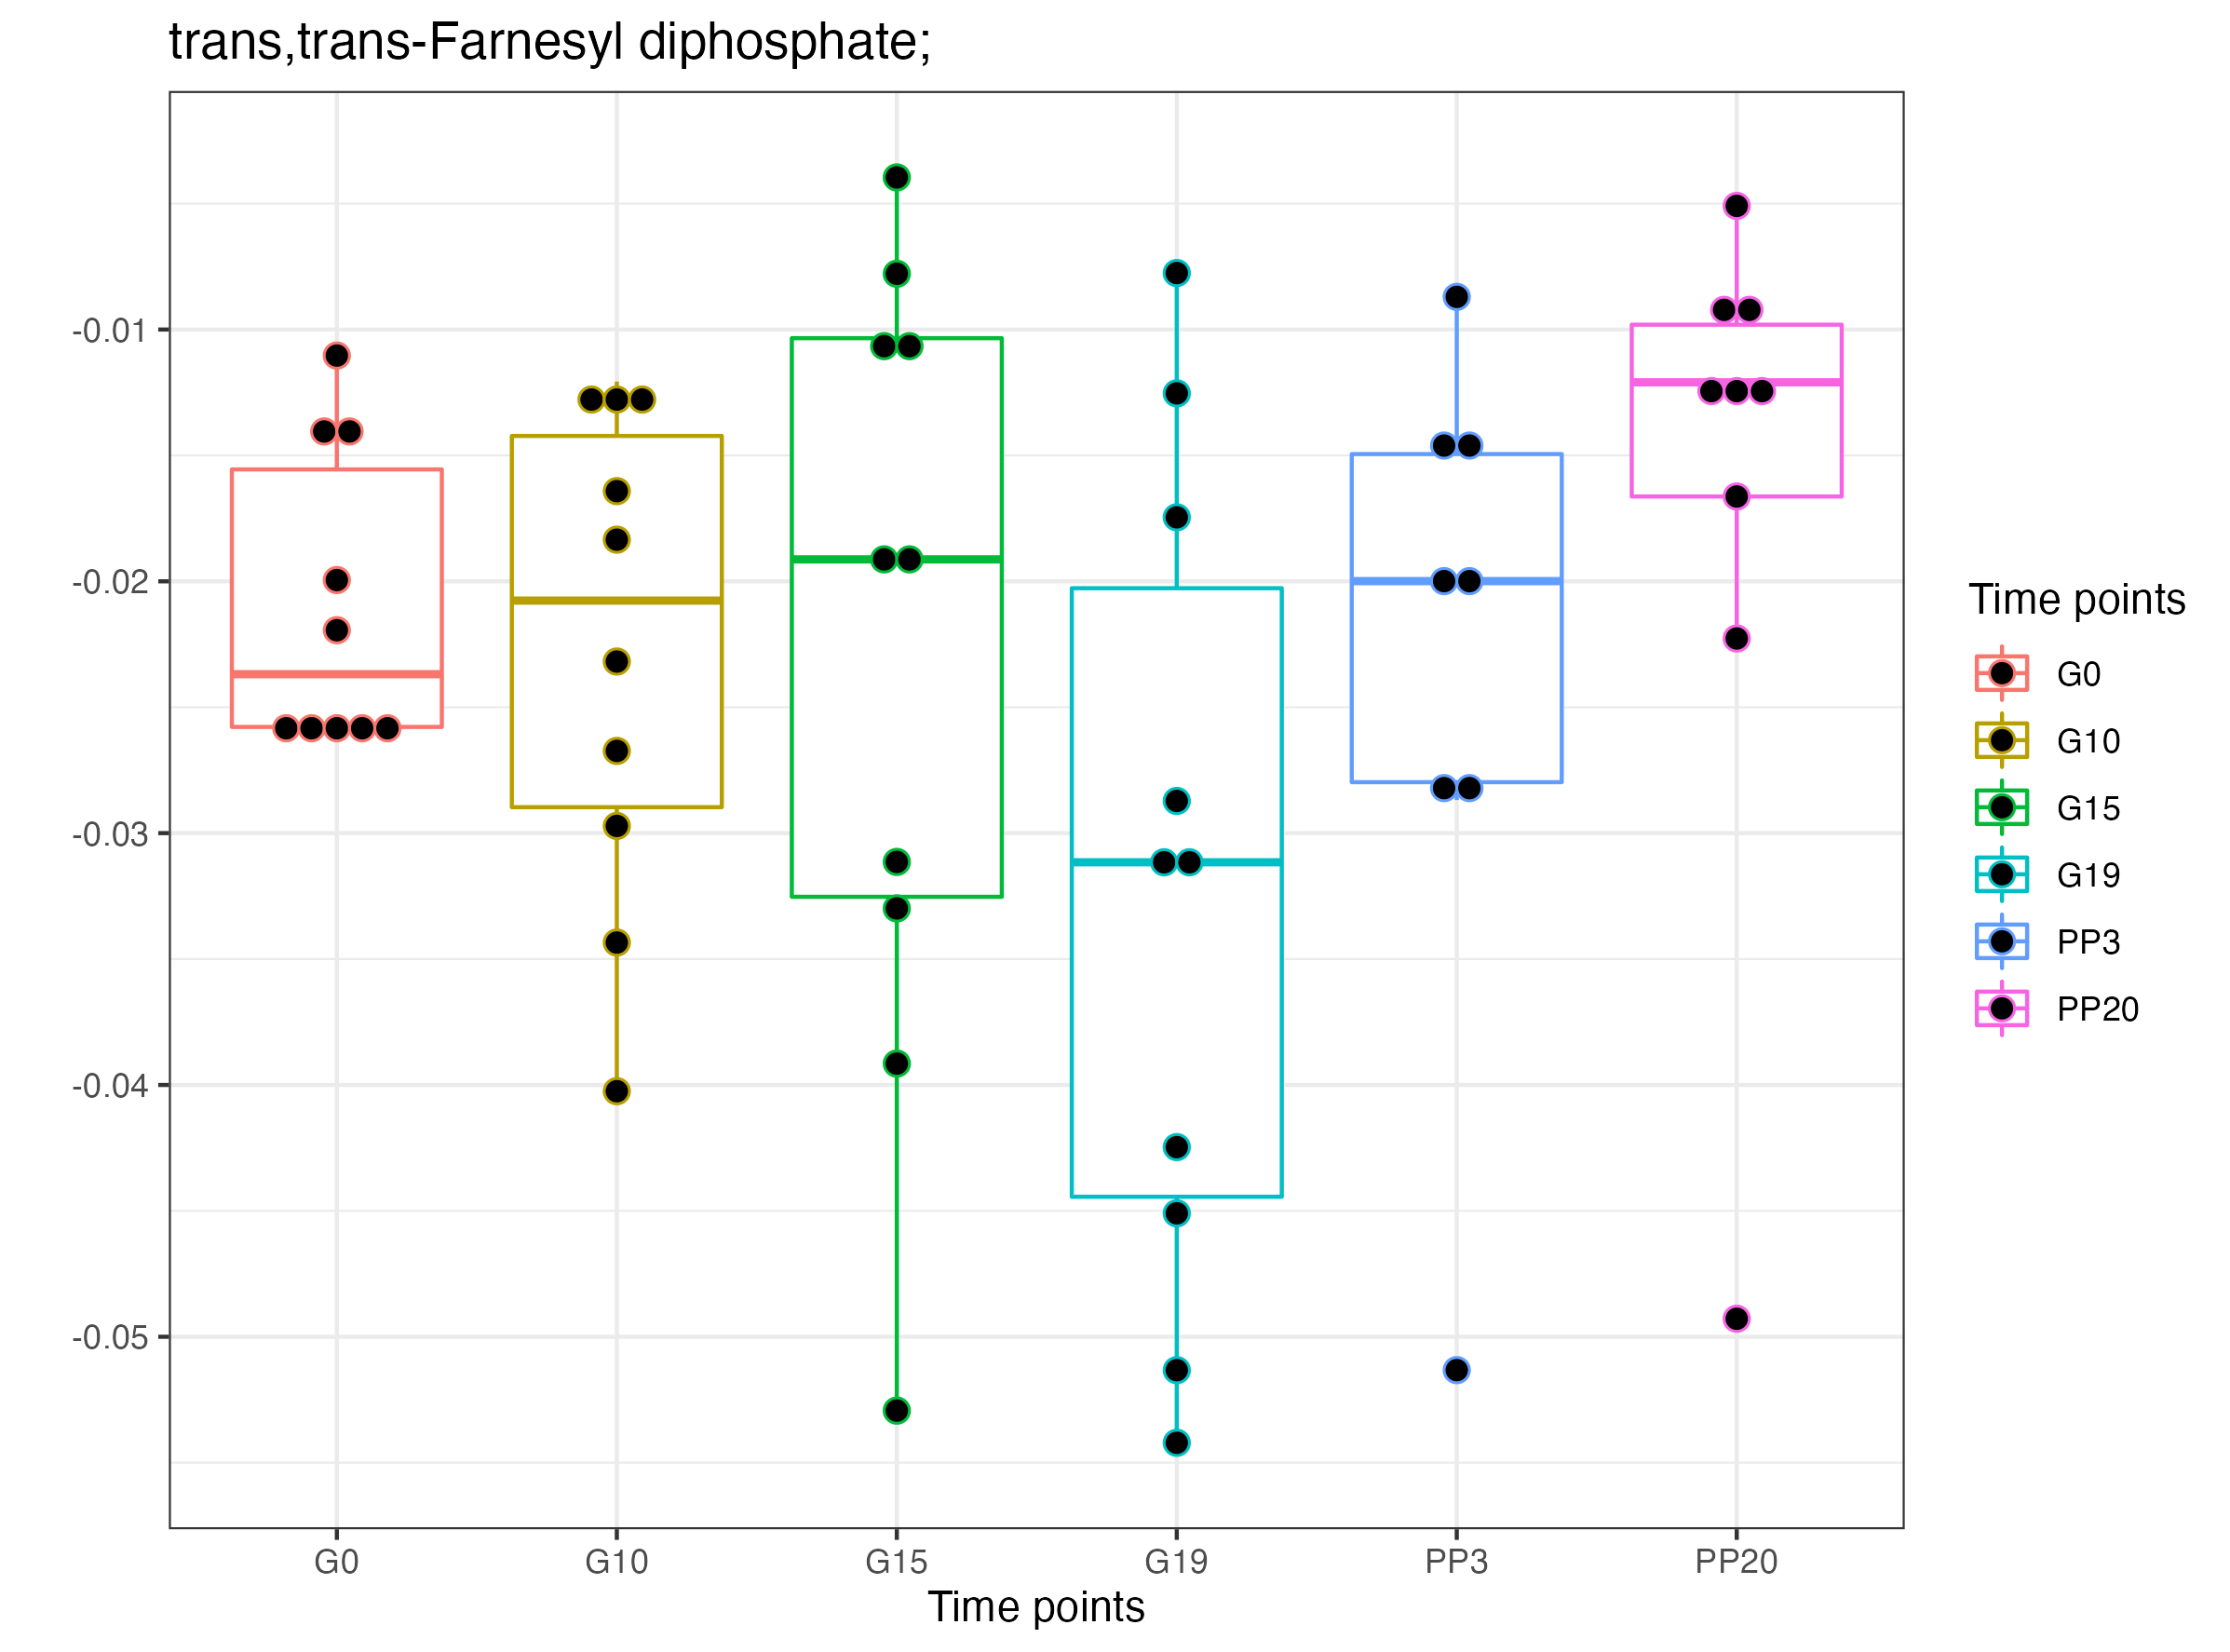 trans,trans-Farnesyl diphosphate;
-0.01
-0.02
-0.03
-0.04
-0.05
G0 G10 G15 G19 PP3 PP20
Time points
Time points
G0
G10
G15
G19
PP3
PP20